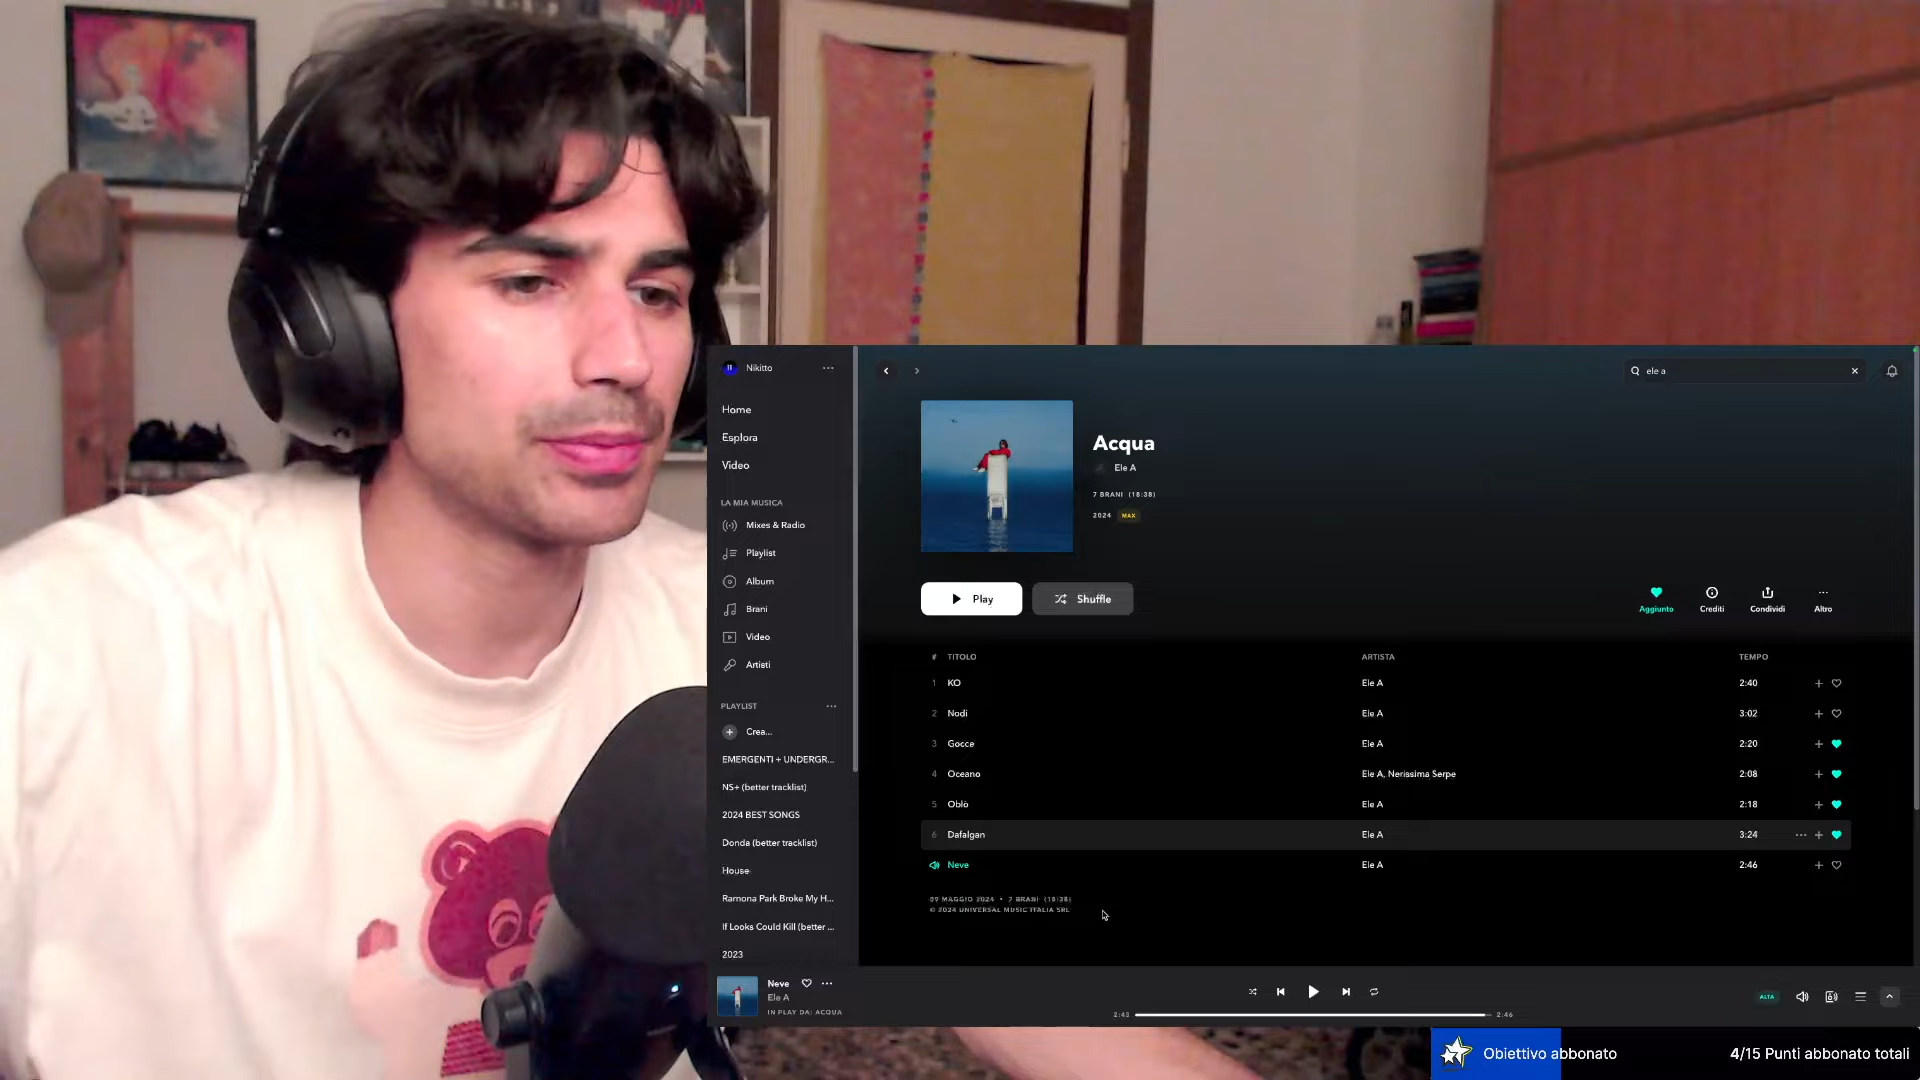 Nikitto
Home
Esplora
Video
LA MIA MUSICA
Mixes & Radio
Playlist
Album
Brani
Video
Artisti
PLAYLIST
Crea...
EMERGENTI + UNDERGR...
NS+ (better tracklist)
2024 BEST SONGS
Donda (better tracklist)
House
Ramona Park Broke My H...
If Looks Could Kill (better ...
2023
ele a
Acqua
Ele A
7 BRANI (18:38)
2024 MAX
Play
Shuffle
Aggiunto
Crediti
Condividi
Altro
# TITOLO ARTISTA TEMPO
1 KO Ele A 2:40
2 Nodi Ele A 3:02
3 Gocce Ele A 2:20
4 Oceano Ele A, Nerissima Serpe 2:08
5 Oblò Ele A 2:18
6 Dafalgan Ele A 3:24
Neve Ele A 2:46
09 MAGGIO 2024 • 7 BRANI (18:38)
© 2024 UNIVERSAL MUSIC ITALIA SRL
Neve
Ele A
IN PLAY DA: ACQUA
2:43
2:46
ALTA
Obiettivo abbonato
4/15 Punti abbonato totali